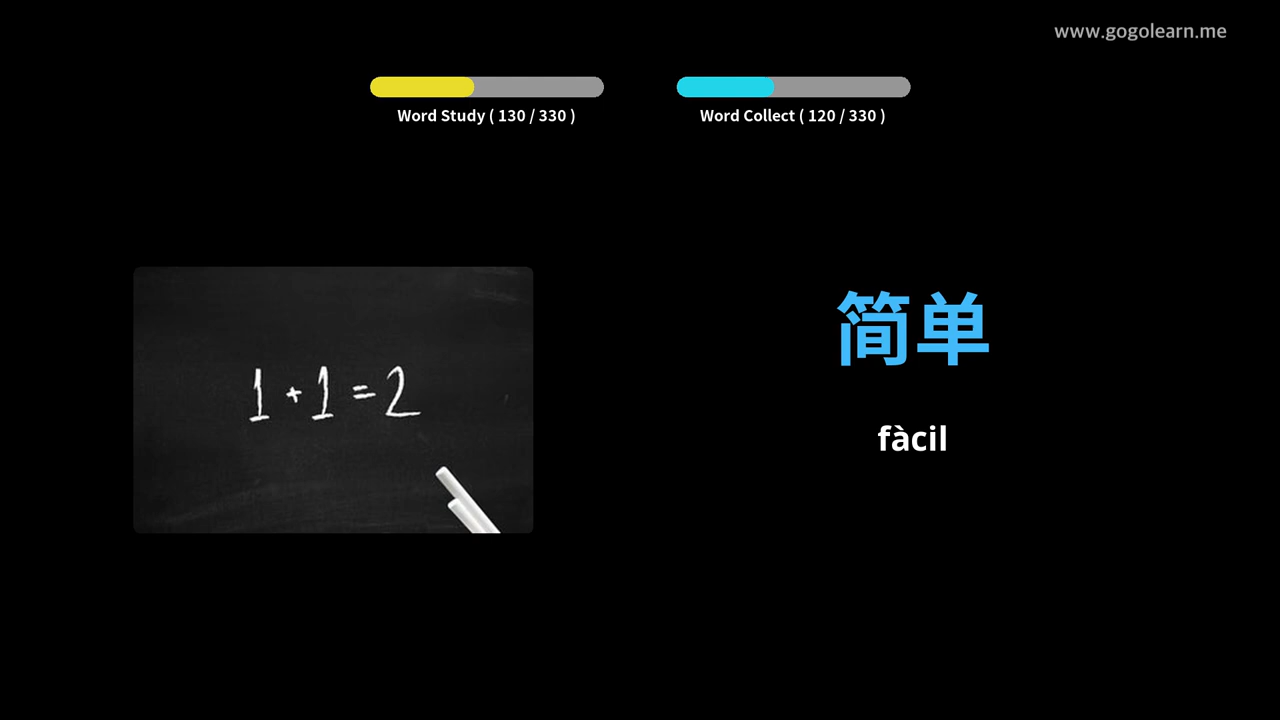 www.gogolearn.me
Word Study ( 130 / 330 )
Word Collect ( 120 / 330 )
1 + 1 = 2
简单
fàcil